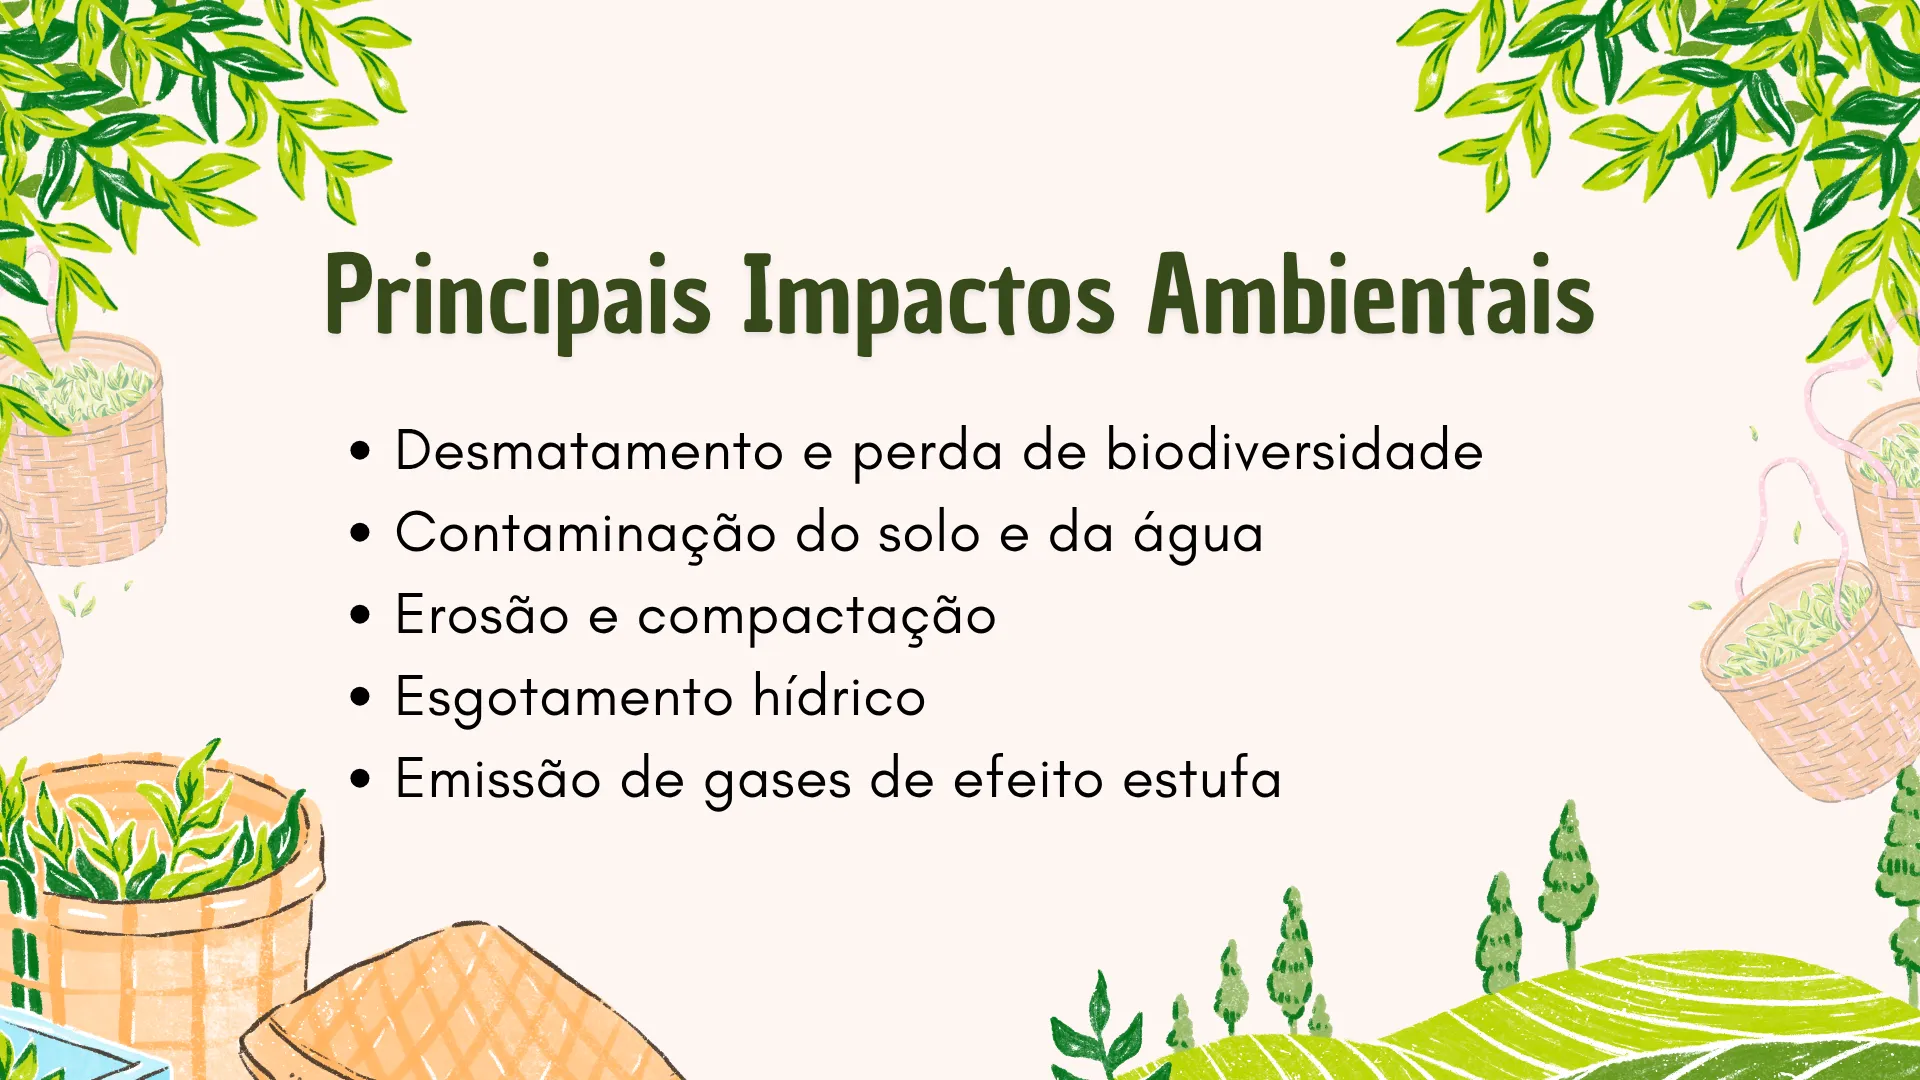 Principais Impactos Ambientais
• Desmatamento e perda de biodiversidade
• Contaminação do solo e da água
• Erosão e compactação
• Esgotamento hídrico
• Emissão de gases de efeito estufa